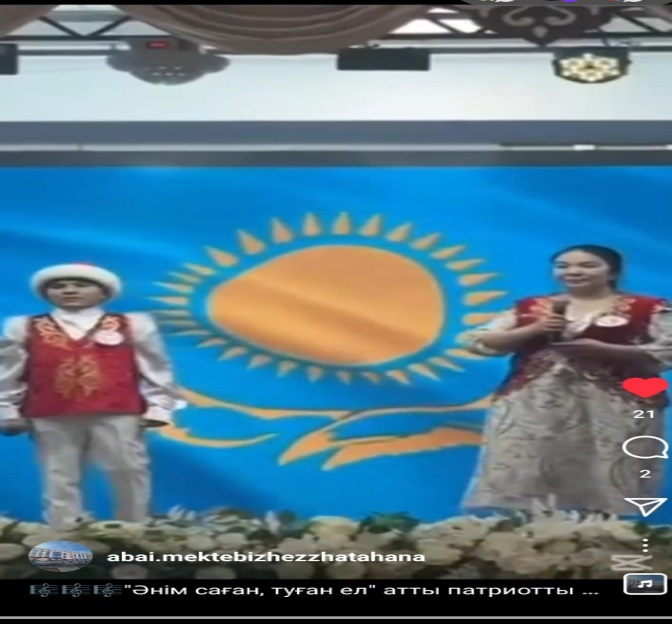 21
2
abai.mektebizhezzhatahana
"Әнім саған, туған ел" атты патриотты ...